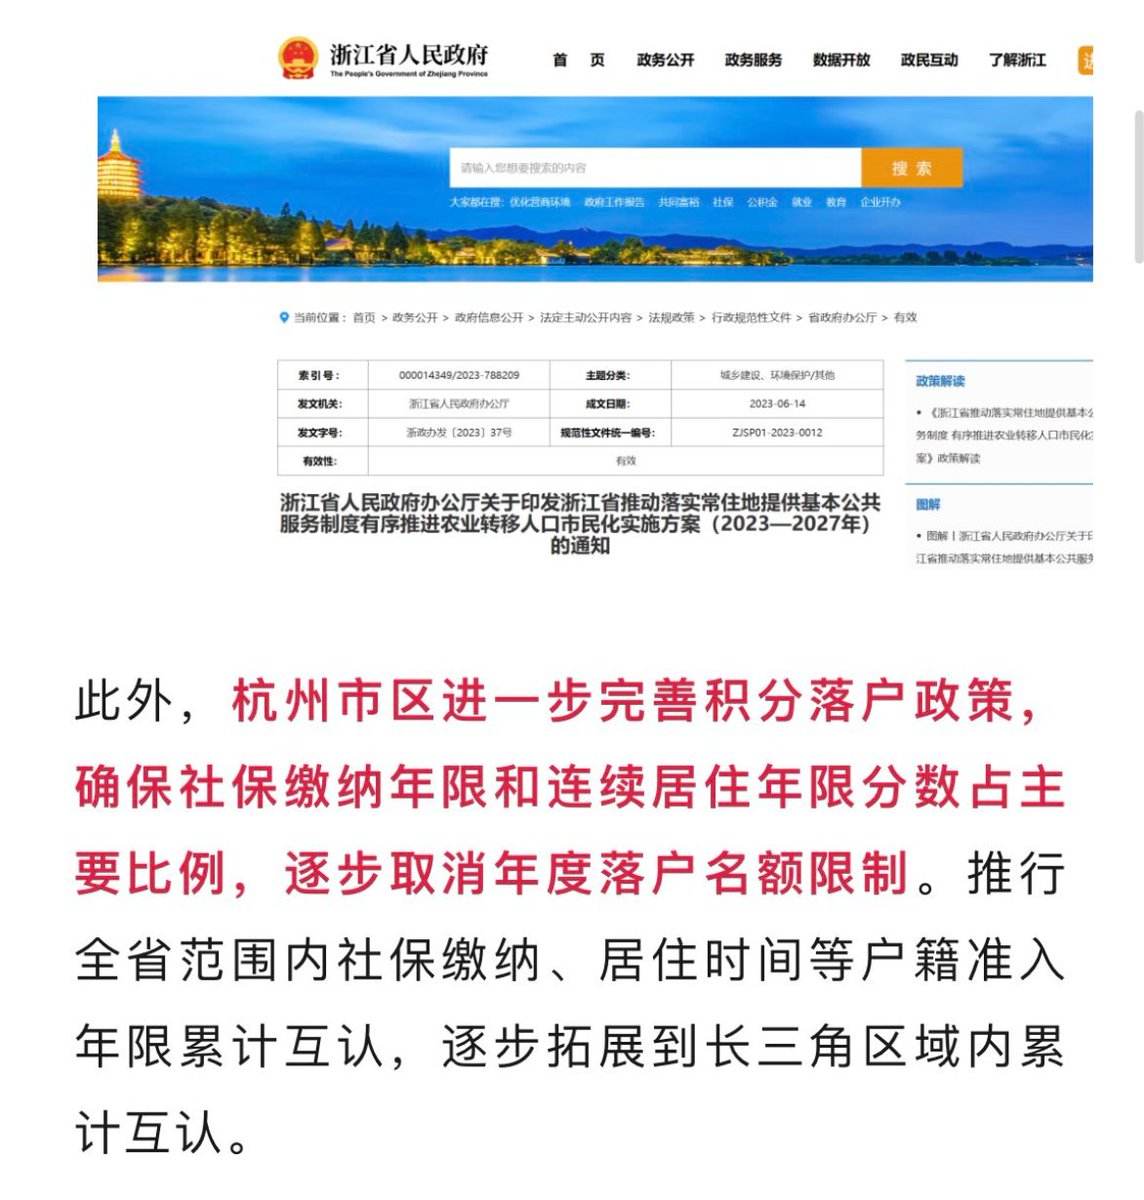 浙江省人民政府
The People's Government of Zhejiang Province
首 页 政务公开 政务服务 数据开放 政民互动 了解浙江
请输入您想要搜索的内容
搜 索
大家都在搜: 优化营商环境 政府工作报告 共同富裕 社保 公积金 就业 教育 企业开办
当前位置: 首页 > 政务公开 > 政府信息公开 > 法定主动公开内容 > 法规政策 > 行政规范性文件 > 省政府办公厅 > 有效
索引号: 000014349/2023-788209 主题分类: 城乡建设、环境保护/其他
发文机关: 浙江省人民政府办公厅 成文日期: 2023-06-14
发文字号: 浙政办发〔2023〕37号 规范性文件统一编号: ZJSP01-2023-0012
有效性: 有效
浙江省人民政府办公厅关于印发浙江省推动落实常住地提供基本公共
服务制度有序推进农业转移人口市民化实施方案（2023—2027年）
的通知
政策解读
• 《浙江省推动落实常住地提供基本
务制度 有序推进农业转移人口市民化
案》政策解读
图解
• 图解丨浙江省人民政府办公厅关于
江省推动落实常住地提供基本公共服
此外，杭州市区进一步完善积分落户政策，
确保社保缴纳年限和连续居住年限分数占主
要比例，逐步取消年度落户名额限制。推行
全省范围内社保缴纳、居住时间等户籍准入
年限累计互认，逐步拓展到长三角区域内累
计互认。